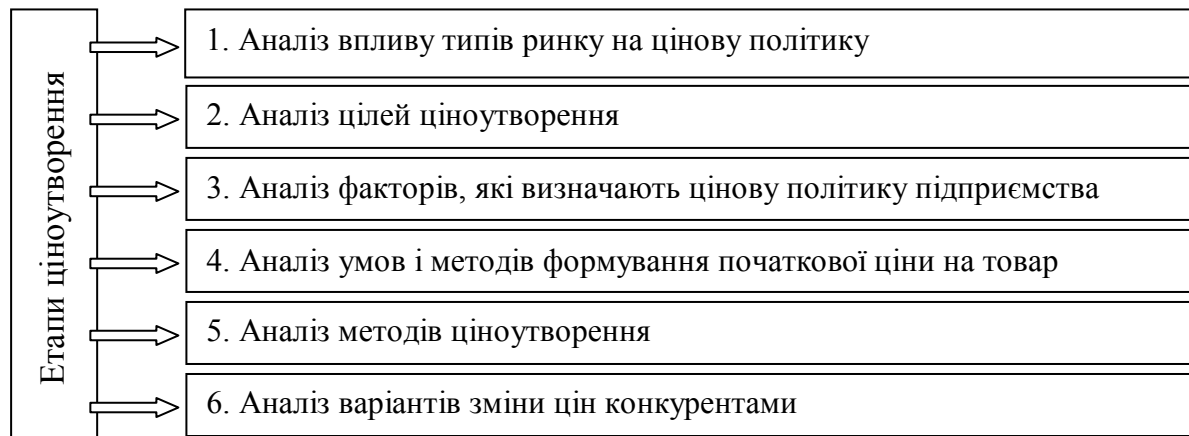 Етапи ціноутворення
1. Аналіз впливу типів ринку на цінову політику
2. Аналіз цілей ціноутворення
3. Аналіз факторів, які визначають цінову політику підприємства
4. Аналіз умов і методів формування початкової ціни на товар
5. Аналіз методів ціноутворення
6. Аналіз варіантів зміни цін конкурентами